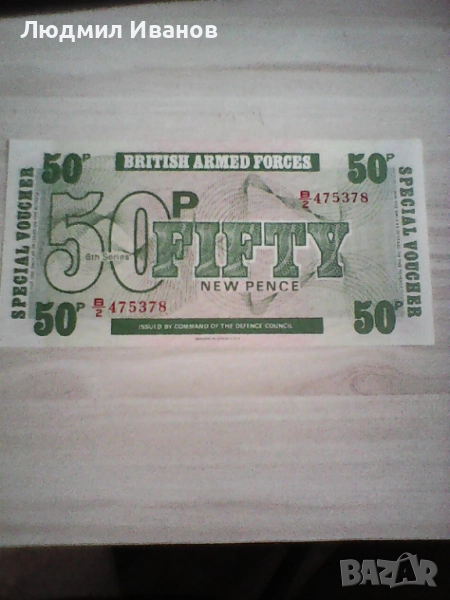 Людмил Иванов
50P
BRITISH ARMED FORCES
50P
SPECIAL VOUCHER
B/2 475378
50P
6th Series
FIFTY
NEW PENCE
SPECIAL VOUCHER
B/2 475378
50P
ISSUED BY COMMAND OF THE DEFENCE COUNCIL
50P
BAZAR